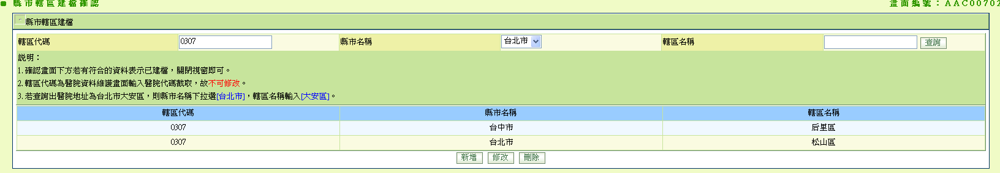 縣市轄區建檔確認 畫面編號：AAC00702
縣市轄區建檔
轄區代碼 0307 縣市名稱 台北市 轄區名稱 查詢
說明：
1. 確認畫面下方若有符合的資料表示已建檔，關閉視窗即可。
2. 轄區代碼為醫院資料維護畫面輸入醫院代碼截取，故不可修改。
3. 若查詢出醫院地址為台北市大安區，則縣市名稱下拉選[台北市]，轄區名稱輸入[大安區]。
轄區代碼 縣市名稱 轄區名稱
0307 台中市 后里區
0307 台北市 松山區
新增 修改 刪除